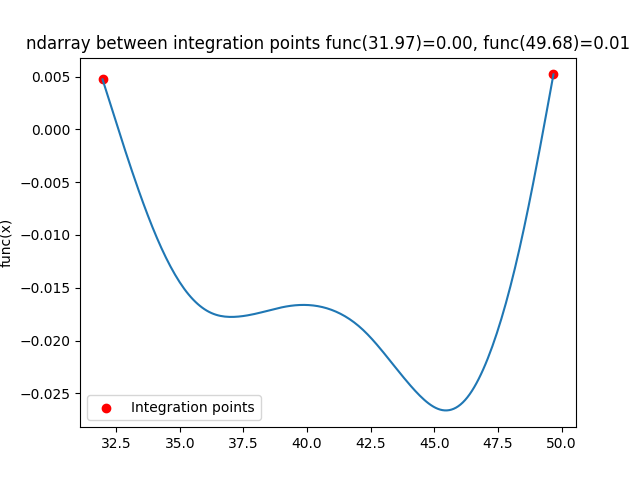 ndarray between integration points func(31.97)=0.00, func(49.68)=0.01
0.005
0.000
−0.005
−0.010
−0.015
−0.020
−0.025
func(x)
Integration points
32.5 35.0 37.5 40.0 42.5 45.0 47.5 50.0